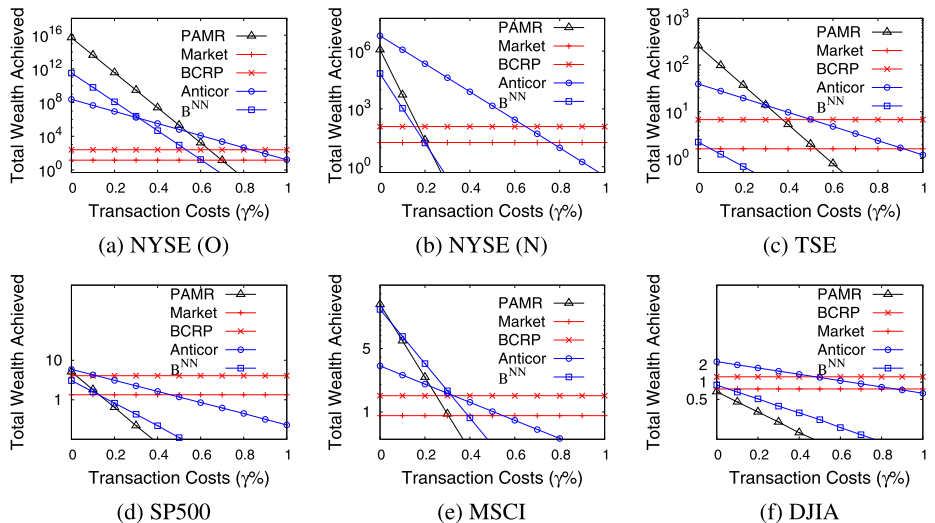 Total Wealth Achieved
10^16
10^12
10^8
10^4
10^0
PAMR
Market
BCRP
Anticor
B^NN
0 0.2 0.4 0.6 0.8 1
Transaction Costs (γ%)
(a) NYSE (O)
Total Wealth Achieved
10^6
10^3
10^0
PAMR
Market
BCRP
Anticor
B^NN
0 0.2 0.4 0.6 0.8 1
Transaction Costs (γ%)
(b) NYSE (N)
Total Wealth Achieved
10^3
10^2
10^1
10^0
PAMR
Market
BCRP
Anticor
B^NN
0 0.2 0.4 0.6 0.8 1
Transaction Costs (γ%)
(c) TSE
Total Wealth Achieved
10
1
PAMR
Market
BCRP
Anticor
B^NN
0 0.2 0.4 0.6 0.8 1
Transaction Costs (γ%)
(d) SP500
Total Wealth Achieved
5
1
PAMR
Market
BCRP
Anticor
B^NN
0 0.2 0.4 0.6 0.8 1
Transaction Costs (γ%)
(e) MSCI
Total Wealth Achieved
2
1
0.5
PAMR
BCRP
Market
Anticor
B^NN
0 0.2 0.4 0.6 0.8 1
Transaction Costs (γ%)
(f) DJIA